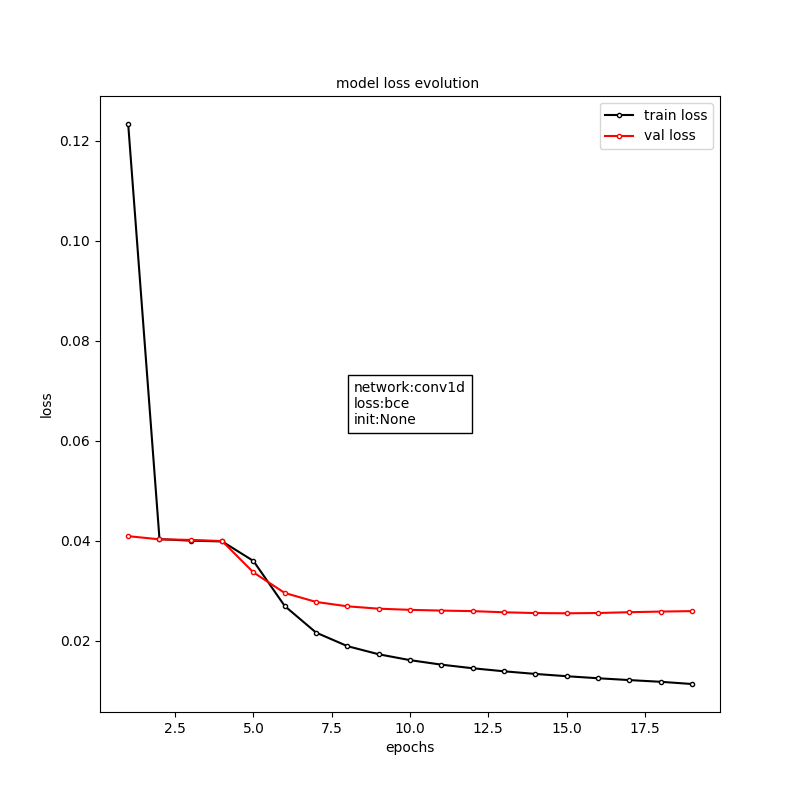 model loss evolution
train loss
val loss
0.12
0.10
0.08
0.06
0.04
0.02
loss
network:conv1d
loss:bce
init:None
2.5 5.0 7.5 10.0 12.5 15.0 17.5
epochs